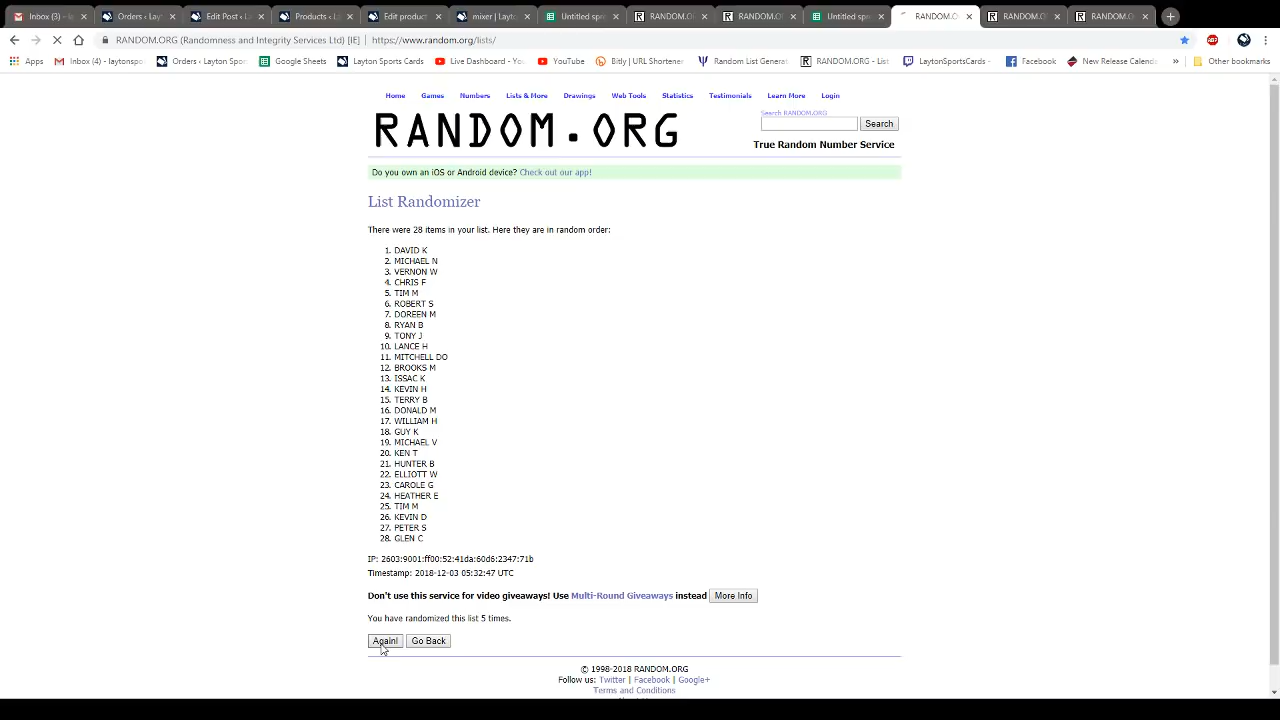 Inbox (4) - l
Orders ‹ Layt
Edit Post ‹ La
Products ‹ La
Edit product
mixer | Layto
Untitled spre
RANDOM.O
RANDOM.O
Untitled spre
RANDOM.O
RANDOM.O
RANDOM.O
RANDOM.ORG (Randomness and Integrity Services Ltd) [IE] | https://www.random.org/lists/
Apps Inbox (4) - laytonspo Orders ‹ Layton Spor Google Sheets Layton Sports Cards Live Dashboard - Yo YouTube Bitly | URL Shortener Random List Generat RANDOM.ORG - List LaytonSportsCards - Facebook New Release Calenda » Other bookmarks
Home Games Numbers Lists & More Drawings Web Tools Statistics Testimonials Learn More Login
RANDOM.ORG
Search RANDOM.ORG
Search
True Random Number Service
Do you own an iOS or Android device? Check out our app!
List Randomizer
There were 28 items in your list. Here they are in random order:
1. DAVID K
2. MICHAEL N
3. VERNON W
4. CHRIS F
5. TIM M
6. ROBERT S
7. DOREEN M
8. RYAN B
9. TONY J
10. LANCE H
11. MITCHELL DO
12. BROOKS M
13. ISSAC K
14. KEVIN H
15. TERRY B
16. DONALD M
17. WILLIAM H
18. GUY K
19. MICHAEL V
20. KEN T
21. HUNTER B
22. ELLIOTT W
23. CAROLE G
24. HEATHER E
25. TIM M
26. KEVIN D
27. PETER S
28. GLEN C
IP: 2603:9001:ff00:52:41da:60d6:2347:71b
Timestamp: 2018-12-03 05:32:47 UTC
Don't use this service for video giveaways! Use Multi-Round Giveaways instead More Info
You have randomized this list 5 times.
Again! Go Back
© 1998-2018 RANDOM.ORG
Follow us: Twitter | Facebook | Google+
Terms and Conditions